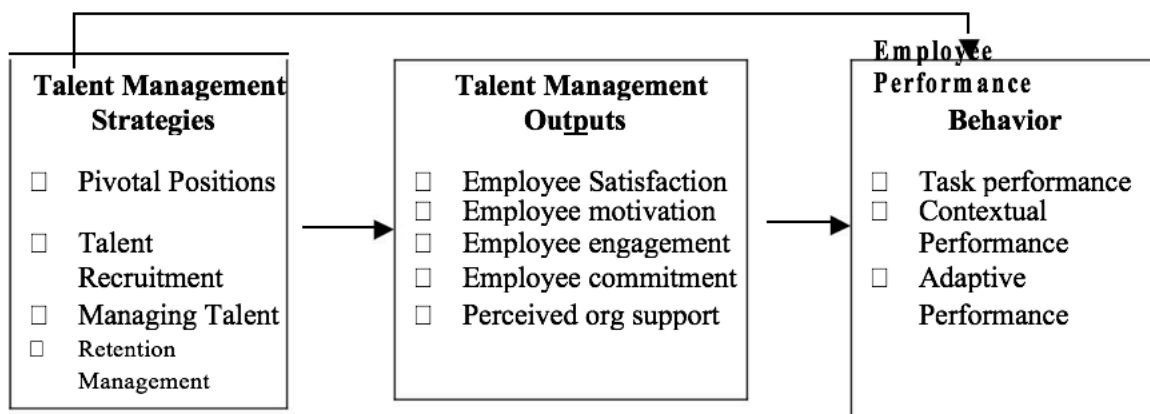 Talent Management
Strategies
□ Pivotal Positions
□ Talent
Recruitment
□ Managing Talent
□ Retention
Management
Talent Management
Outputs
□ Employee Satisfaction
□ Employee motivation
□ Employee engagement
□ Employee commitment
□ Perceived org support
Employee
Performance
Behavior
□ Task performance
□ Contextual
Performance
□ Adaptive
Performance